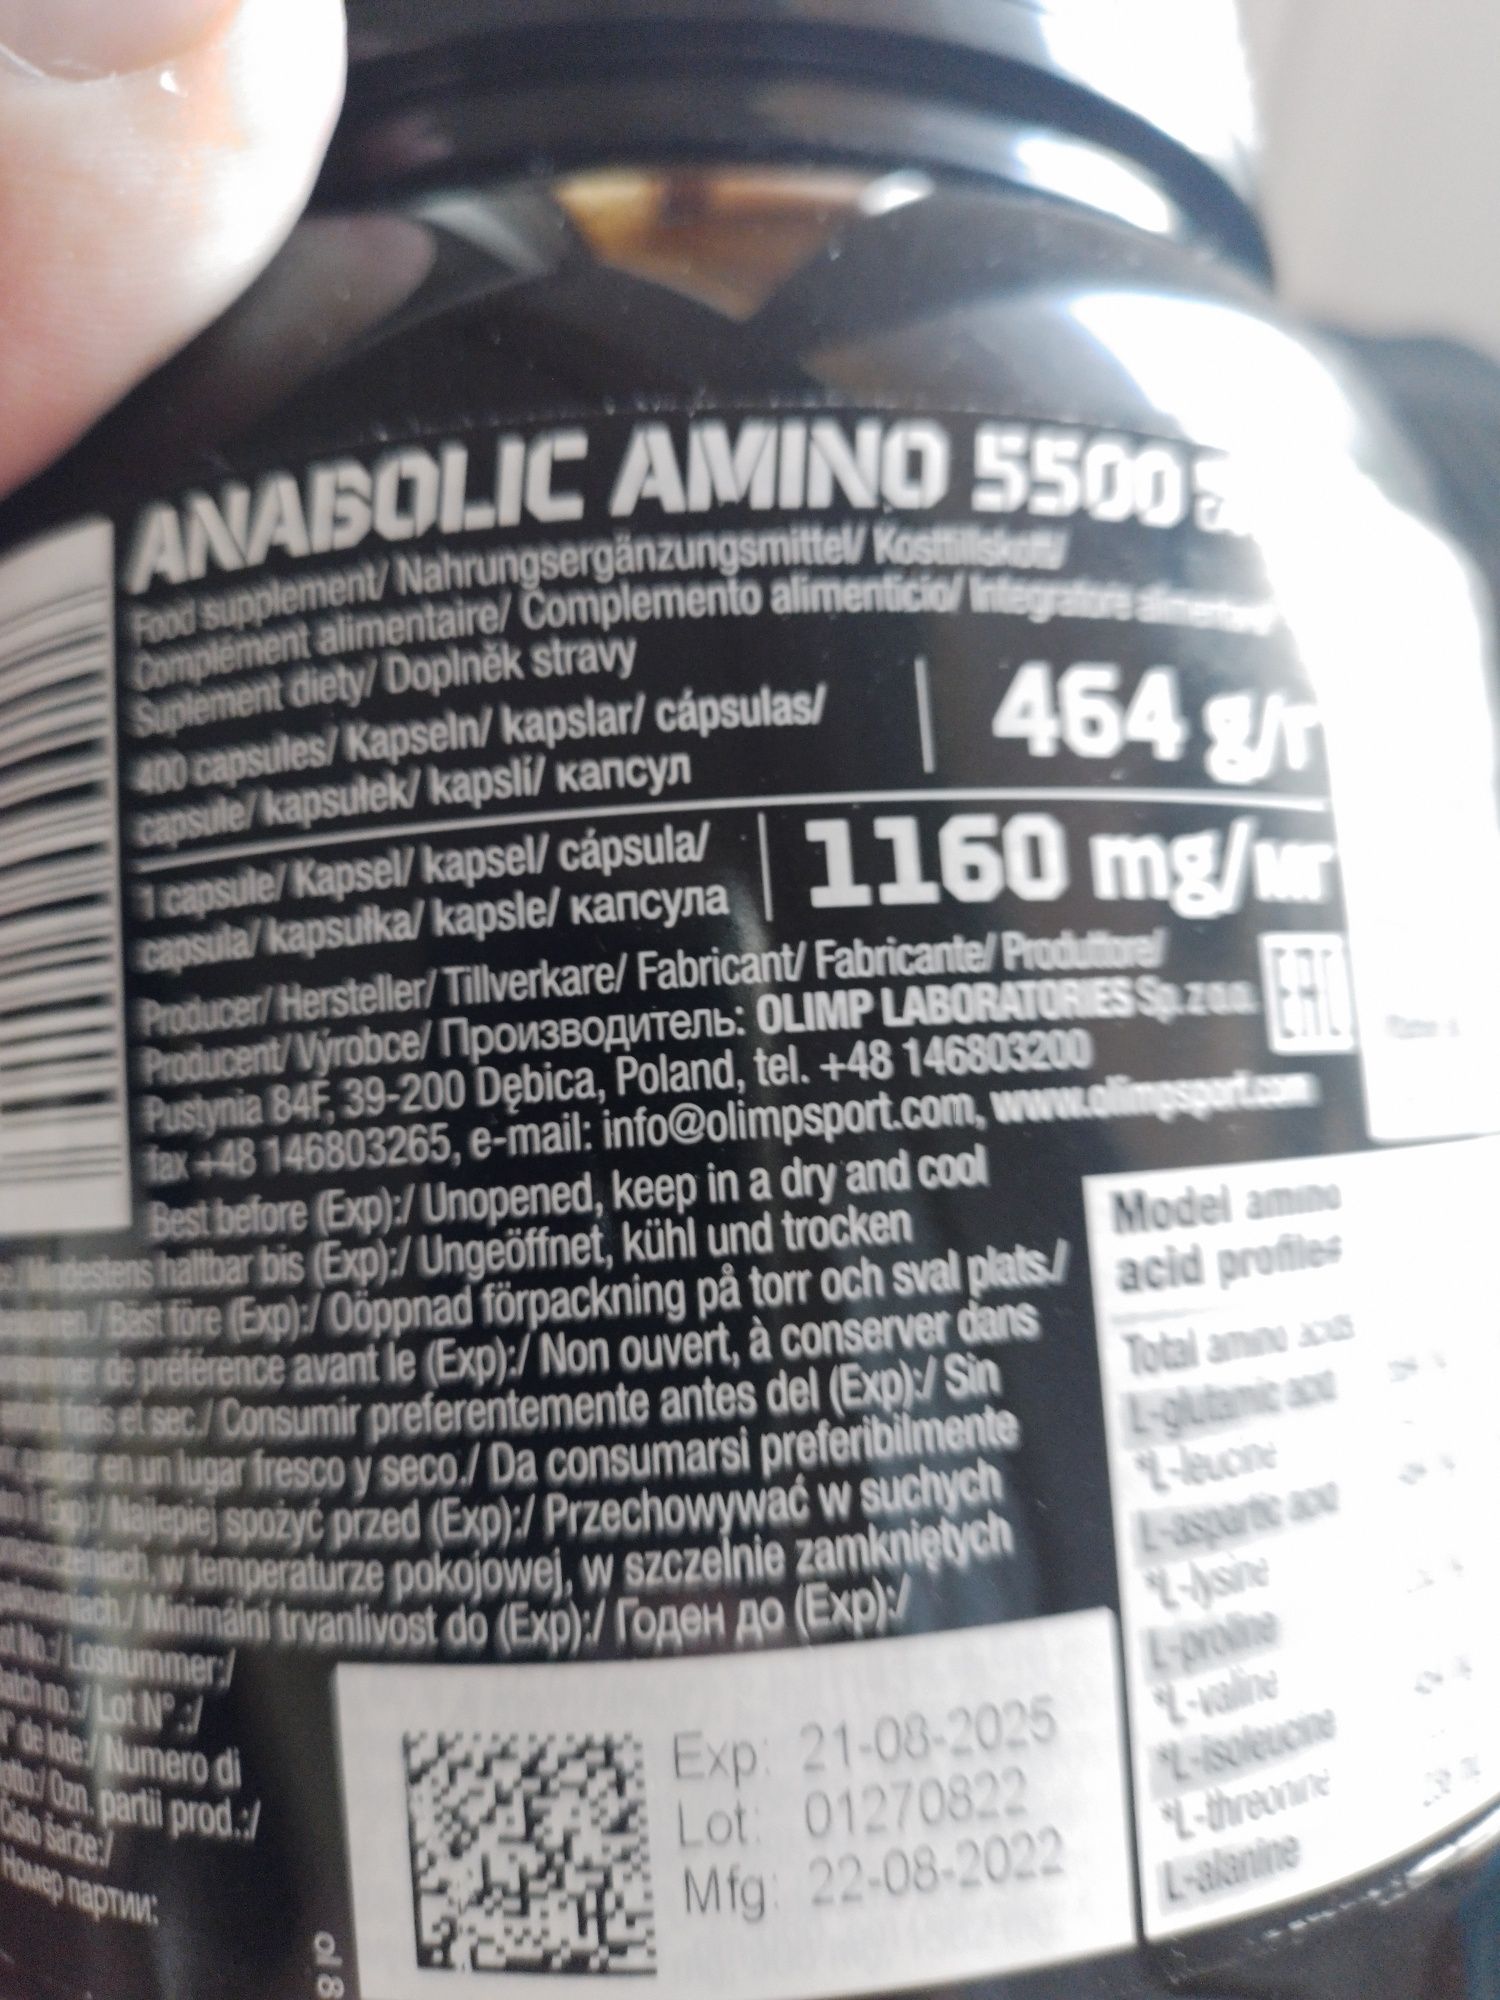 ANABOLIC AMINO 5500
Food supplement/ Nahrungsergänzungsmittel/ Kosttillskott/
Complément alimentaire/ Complemento alimenticio/ Integratore
Suplement diety/ Doplněk stravy
400 capsules/ Kapseln/ kapslar/ cápsulas/
capsule/ kapsułek/ kapslí/ капсул
464 g/г
1 capsule/ Kapsel/ kapsel/ cápsula/
capsula/ kapsułka/ kapsle/ капсула
1160 mg/мг
Producer/ Hersteller/ Tillverkare/ Fabricant/ Fabricante/ Produttore/
Producent/ Výrobce/ Производитель: OLIMP LABORATORIES Sp. z o.o.
Pustynia 84F, 39-200 Dębica, Poland, tel. +48 146803200
fax +48 146803265, e-mail: info@olimpsport.com, www.olimpsport.com
EAC
Best before (Exp):/ Unopened, keep in a dry and cool
Mindestens haltbar bis (Exp):/ Ungeöffnet, kühl und trocken
Bäst före (Exp):/ Oöppnad förpackning på torr och sval plats./
de préférence avant le (Exp):/ Non ouvert, à conserver dans
frais et sec./ Consumir preferentemente antes del (Exp):/ Sin
en un lugar fresco y seco./ Da consumarsi preferibilmente
(Exp):/ Najlepiej spożyć przed (Exp):/ Przechowywać w suchych
w temperaturze pokojowej, w szczelnie zamkniętych
Minimální trvanlivost do (Exp):/ Годен до (Exp):/
No.:/ Losnummer:/
no.:/ Lot N° .:/
de lote:/ Numero di
Ozn. partii prod.:/
Číslo šarže:/
Номер партии:
Exp: 21-08-2025
Lot: 01270822
Mfg: 22-08-2022
Model amino
acid profiles
Total amino acids
L-glutamic acid
*L-leucine
L-aspartic acid
*L-lysine
L-proline
*L-valine
*L-isoleucine
*L-threonine
L-alanine